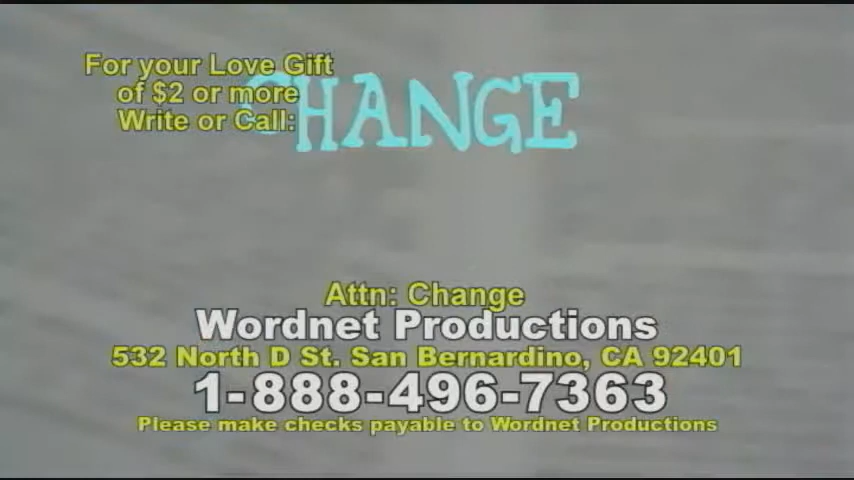 For your Love Gift
of $2 or more
Write or Call:
CHANGE
Attn: Change
Wordnet Productions
532 North D St. San Bernardino, CA 92401
1-888-496-7363
Please make checks payable to Wordnet Productions